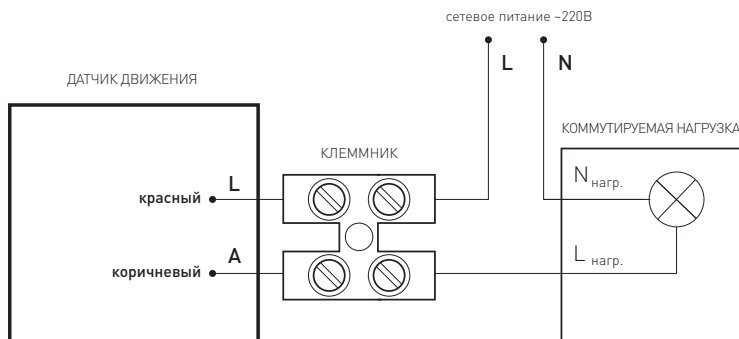 сетевое питание ~220В
L
N
ДАТЧИК ДВИЖЕНИЯ
КОММУТИРУЕМАЯ НАГРУЗКА
КЛЕММНИК
красный
L
N нагр.
коричневый
A
L нагр.